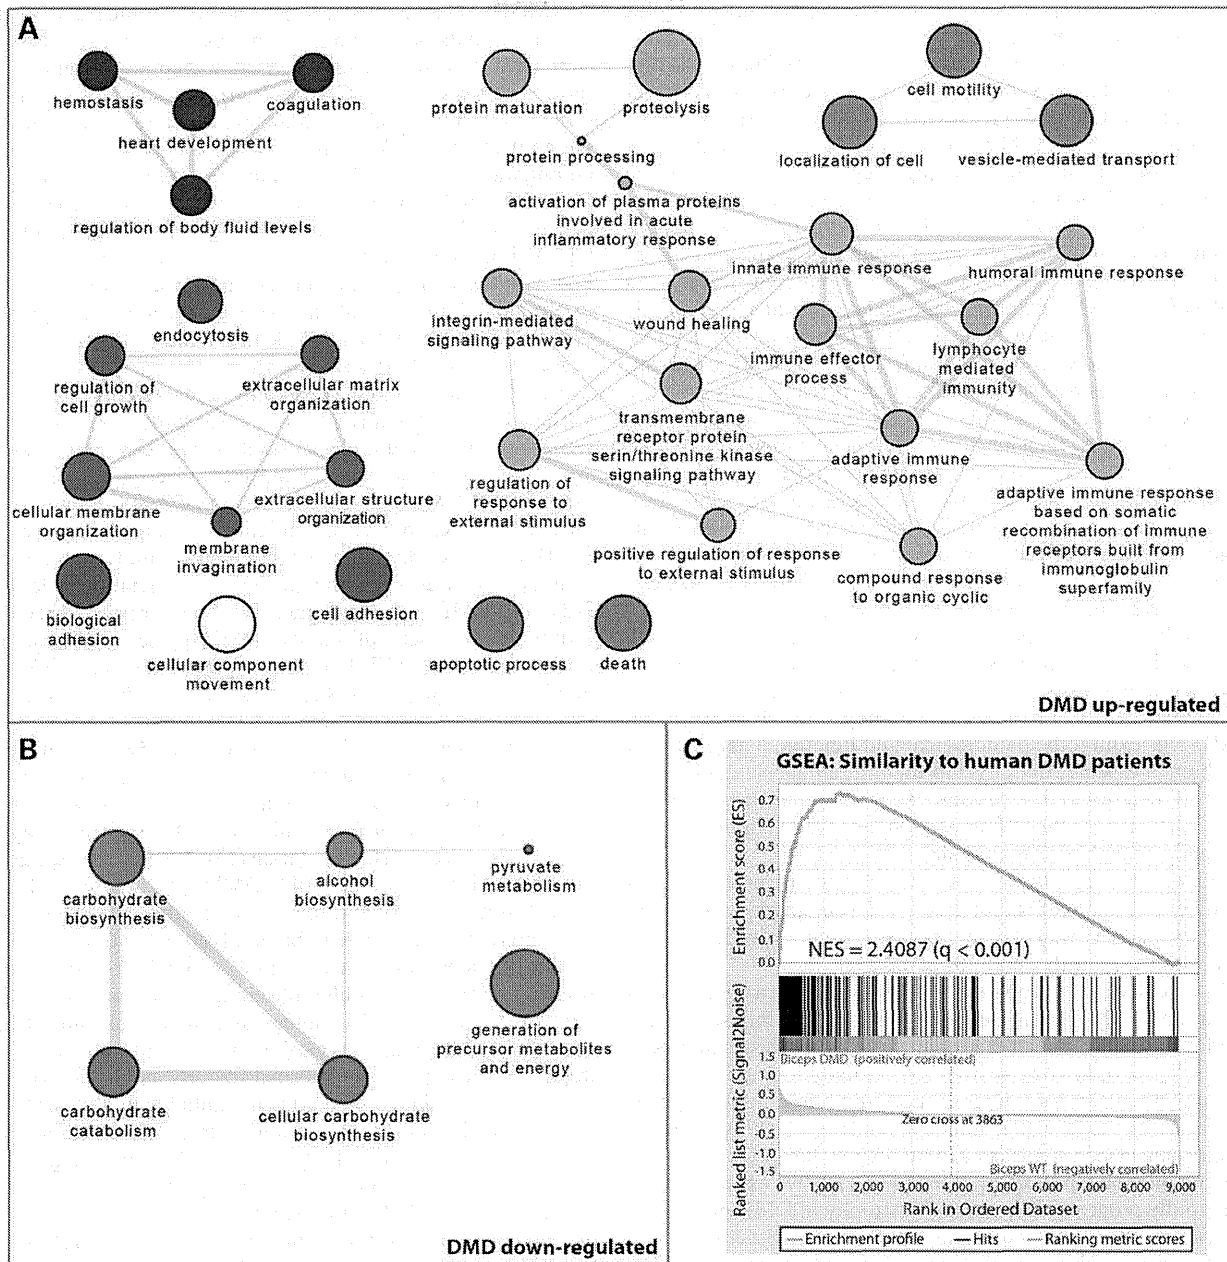 A
hemostasis
coagulation
heart development
regulation of body fluid levels
protein maturation
proteolysis
protein processing
activation of plasma proteins
involved in acute
inflammatory response
cell motility
localization of cell
vesicle-mediated transport
endocytosis
regulation of
cell growth
extracellular matrix
organization
cellular membrane
organization
extracellular structure
organization
membrane
invagination
biological
adhesion
cell adhesion
cellular component
movement
integrin-mediated
signaling pathway
wound healing
innate immune response
humoral immune response
immune effector
process
lymphocyte
mediated
immunity
transmembrane
receptor protein
serin/threonine kinase
signaling pathway
adaptive immune
response
regulation of
response to
external stimulus
positive regulation of response
to external stimulus
compound response
to organic cyclic
adaptive immune response
based on somatic
recombination of immune
receptors built from
immunoglobulin
superfamily
apoptotic process
death
DMD up-regulated
B
carbohydrate
biosynthesis
alcohol
biosynthesis
pyruvate
metabolism
generation of
precursor metabolites
and energy
carbohydrate
catabolism
cellular carbohydrate
biosynthesis
DMD down-regulated
C
GSEA: Similarity to human DMD patients
Enrichment score (ES)
0.7
0.6
0.5
0.4
0.3
0.2
0.1
0.0
NES = 2.4087 (q < 0.001)
Ranked list metric (Signal2Noise)
1.5
1.0
0.5
0.0
-0.5
-1.0
-1.5
Biceps DMD (positively correlated)
Zero cross at 3863
Biceps WT (negatively correlated)
0 1,000 2,000 3,000 4,000 5,000 6,000 7,000 8,000 9,000
Rank in Ordered Dataset
Enrichment profile Hits Ranking metric scores